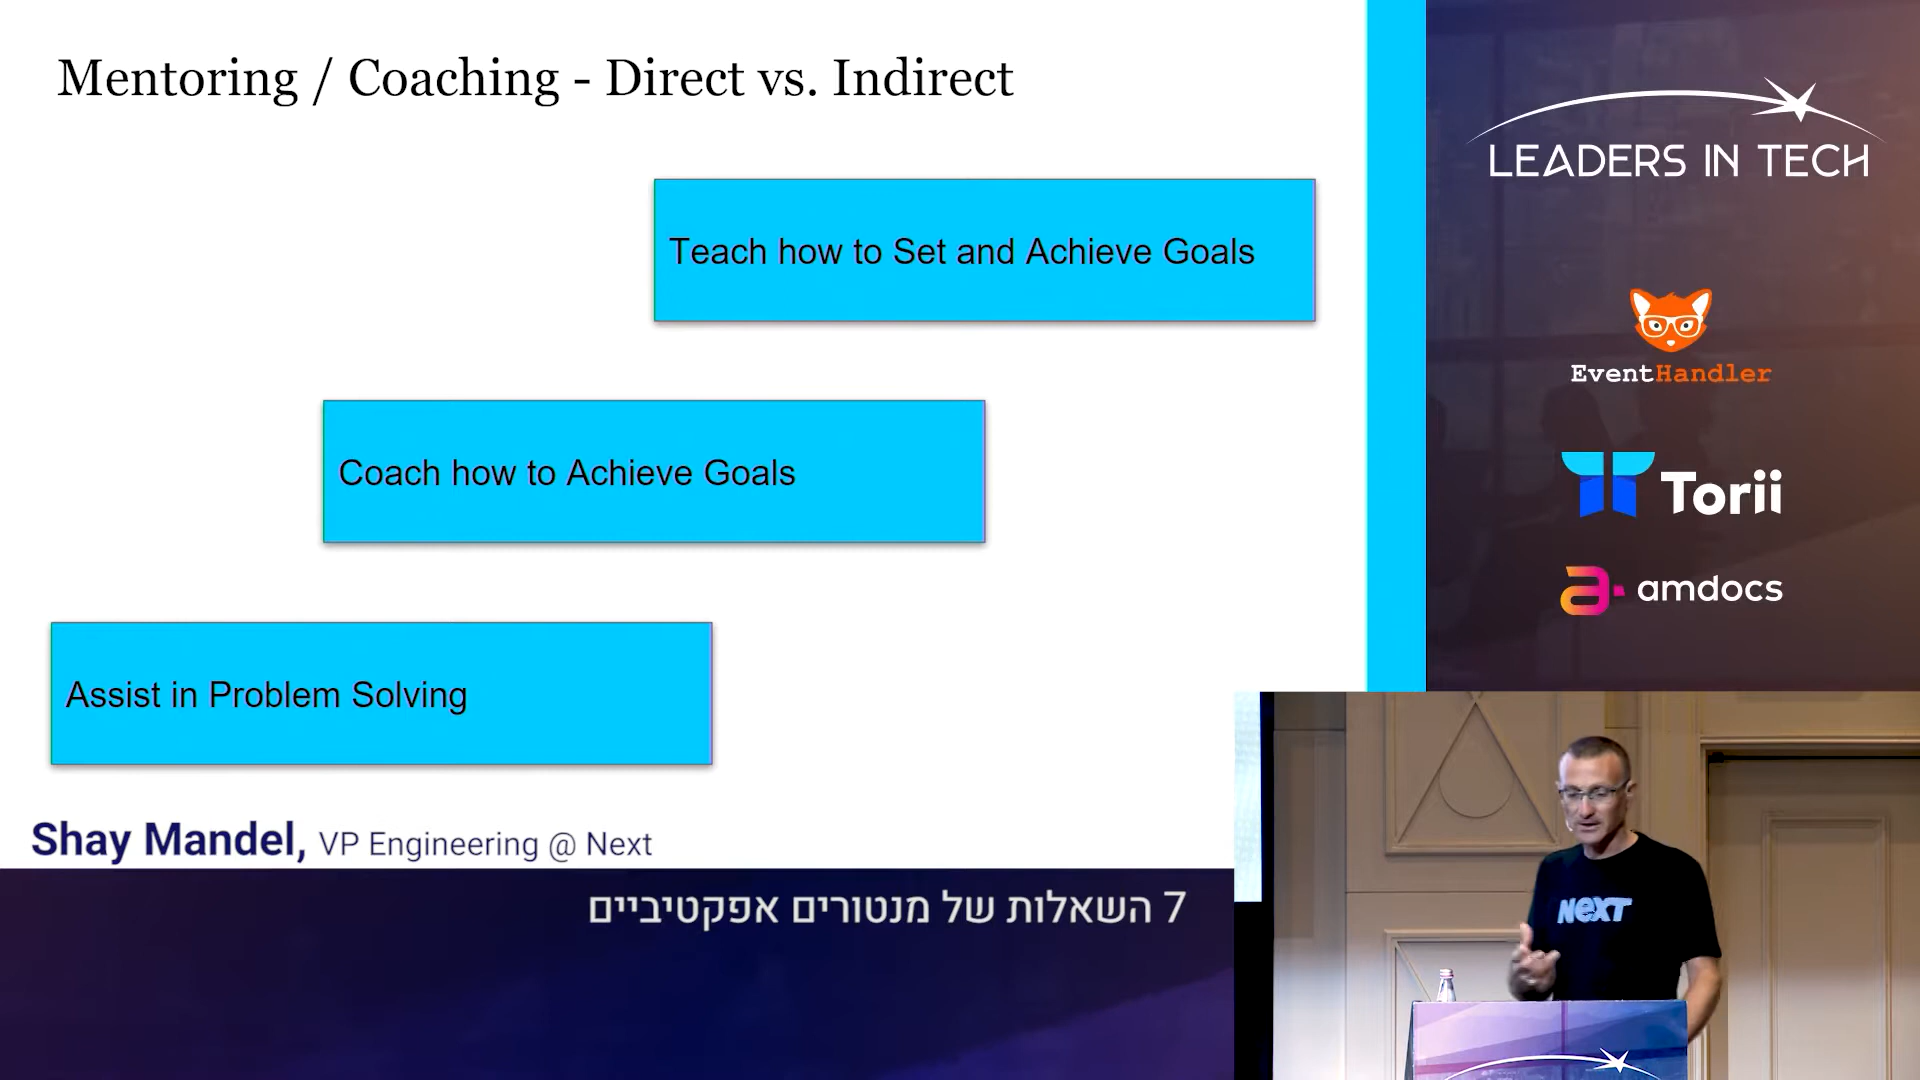 Mentoring / Coaching - Direct vs. Indirect
Teach how to Set and Achieve Goals
Coach how to Achieve Goals
Assist in Problem Solving
Shay Mandel, VP Engineering @ Next
7 השאלות של מנטורים אפקטיביים
LEADERS IN TECH
EventHandler
Torii
amdocs
NEXT